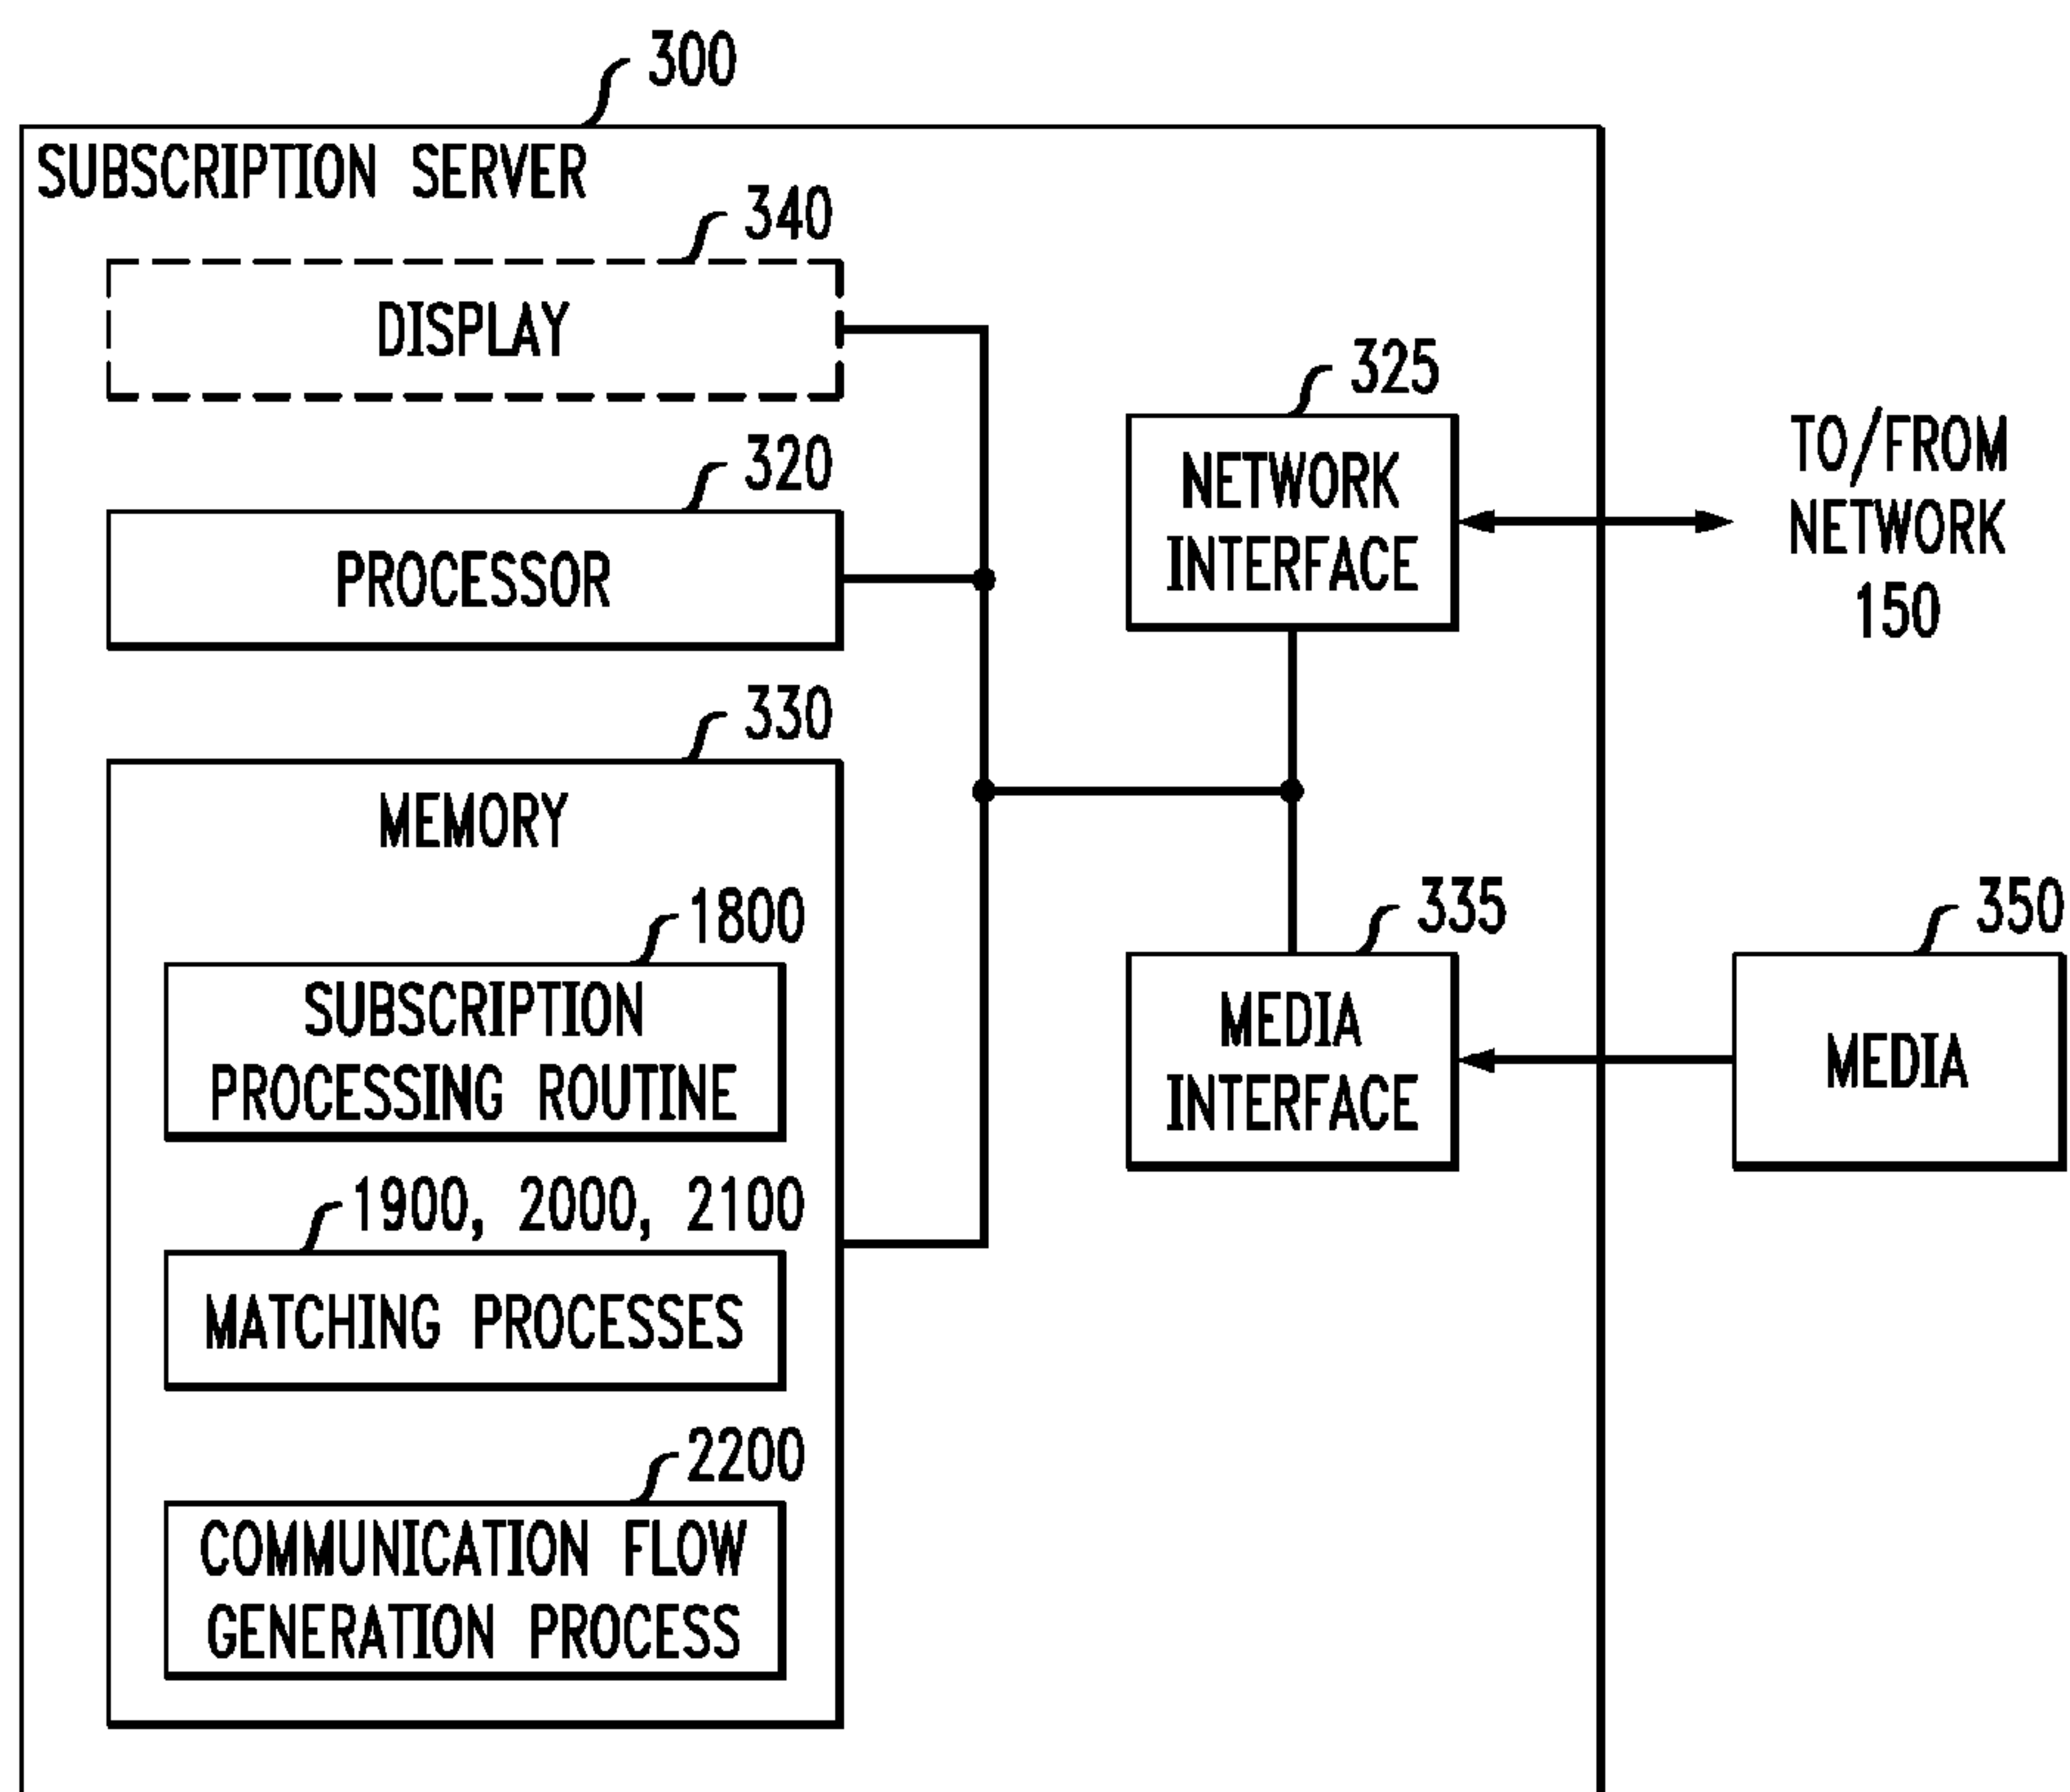 300
SUBSCRIPTION SERVER
340
DISPLAY
320
PROCESSOR
325
NETWORK
INTERFACE
TO/FROM
NETWORK
150
330
MEMORY
1800
SUBSCRIPTION
PROCESSING ROUTINE
1900, 2000, 2100
MATCHING PROCESSES
2200
COMMUNICATION FLOW
GENERATION PROCESS
335
MEDIA
INTERFACE
350
MEDIA